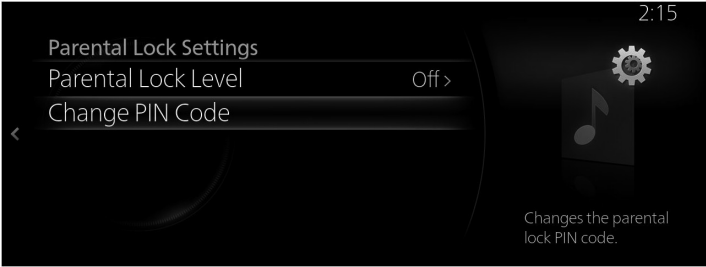 2:15
Parental Lock Settings
Parental Lock Level Off >
Change PIN Code
Changes the parental
lock PIN code.